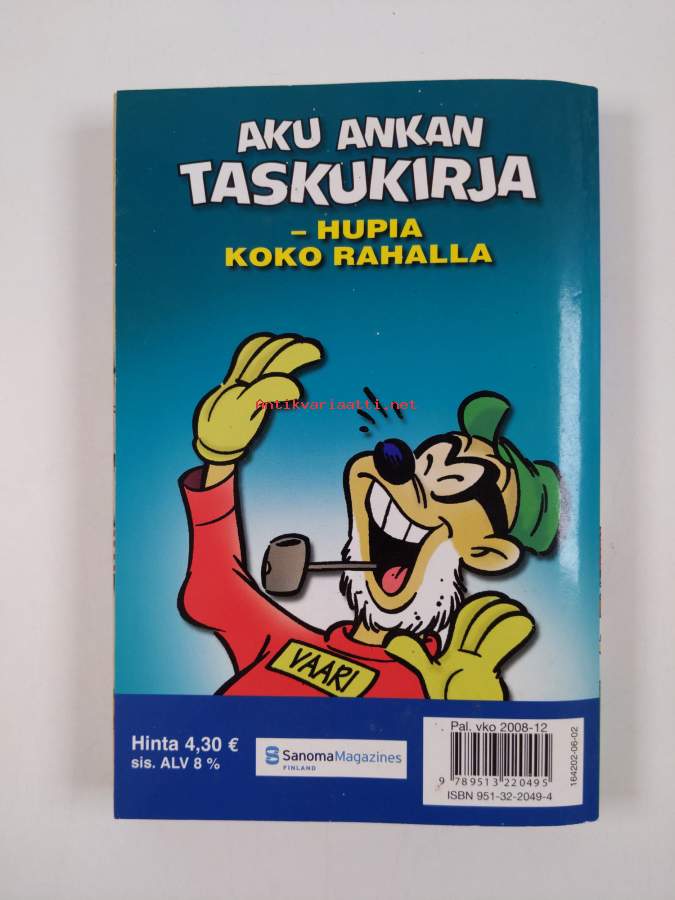 AKU ANKAN
TASKUKIRJA
– HUPIA
KOKO RAHALLA
Antikvariaatti.net
VAARI
Hinta 4,30 €
sis. ALV 8 %
SanomaMagazines
FINLAND
Pal. vko 2008-12
9 789513 220495
ISBN 951-32-2049-4
164202-06-02